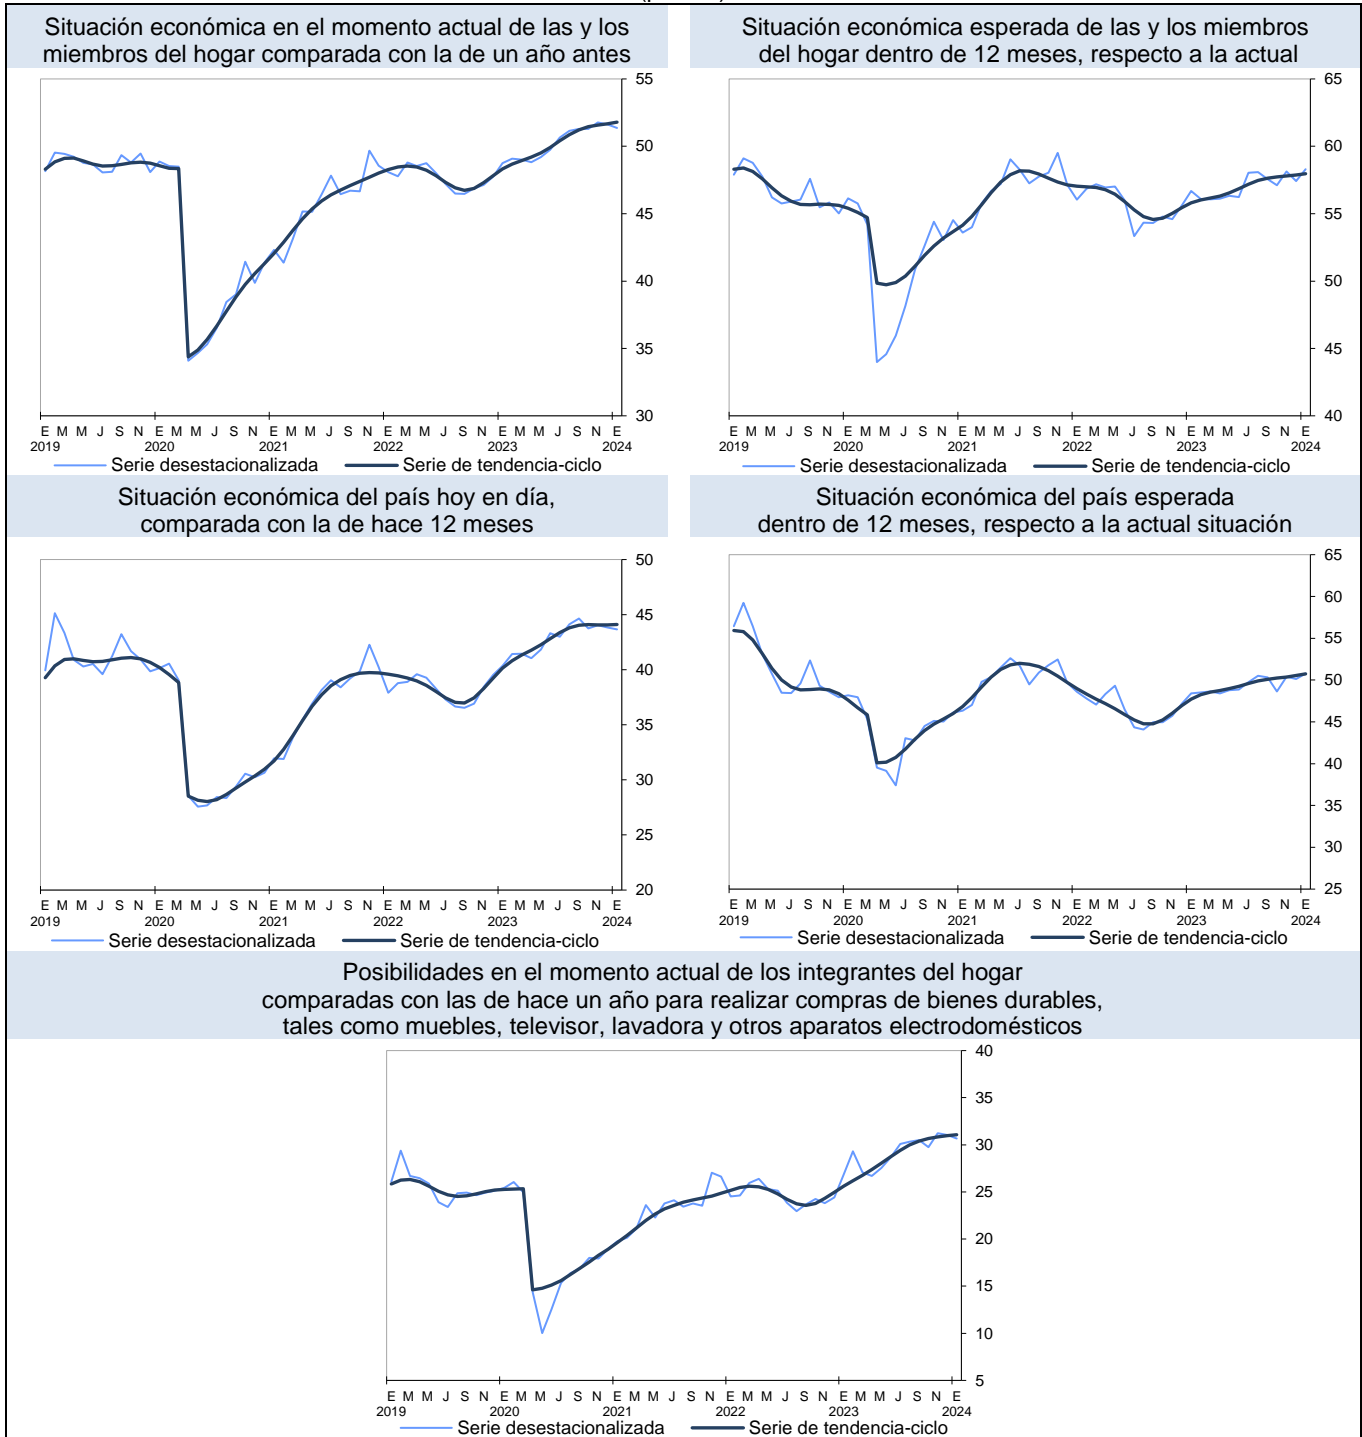 Situación económica en el momento actual de las y los
miembros del hogar comparada con la de un año antes
55
50
45
40
35
30
E M M J S N E M M J S N E M M J S N E M M J S N E M M J S N E
2019 2020 2021 2022 2023 2024
Serie desestacionalizada Serie de tendencia-ciclo
Situación económica esperada de las y los miembros
del hogar dentro de 12 meses, respecto a la actual
65
60
55
50
45
40
E M M J S N E M M J S N E M M J S N E M M J S N E M M J S N E
2019 2020 2021 2022 2023 2024
Serie desestacionalizada Serie de tendencia-ciclo
Situación económica del país hoy en día,
comparada con la de hace 12 meses
50
45
40
35
30
25
20
E M M J S N E M M J S N E M M J S N E M M J S N E M M J S N E
2019 2020 2021 2022 2023 2024
Serie desestacionalizada Serie de tendencia-ciclo
Situación económica del país esperada
dentro de 12 meses, respecto a la actual situación
65
60
55
50
45
40
35
30
25
E M M J S N E M M J S N E M M J S N E M M J S N E M M J S N E
2019 2020 2021 2022 2023 2024
Serie desestacionalizada Serie de tendencia-ciclo
Posibilidades en el momento actual de los integrantes del hogar
comparadas con las de hace un año para realizar compras de bienes durables,
tales como muebles, televisor, lavadora y otros aparatos electrodomésticos
40
35
30
25
20
15
10
5
E M M J S N E M M J S N E M M J S N E M M J S N E M M J S N E
2019 2020 2021 2022 2023 2024
Serie desestacionalizada Serie de tendencia-ciclo